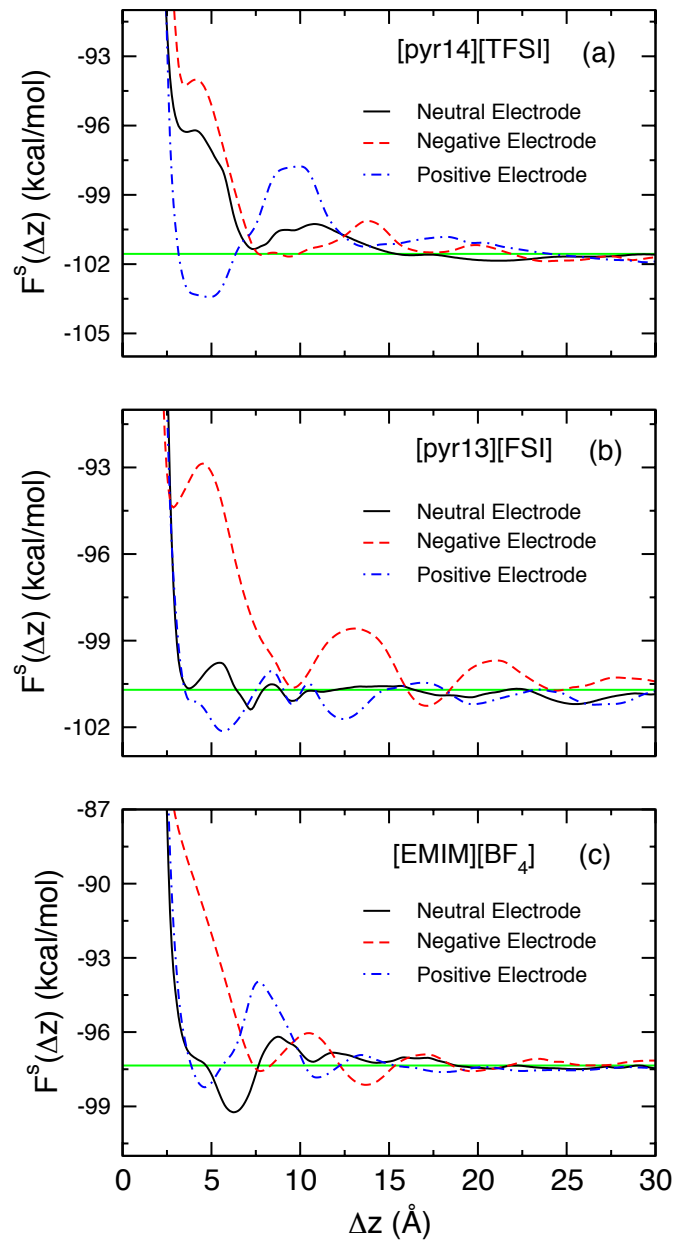 [pyr14][TFSI] (a)
Neutral Electrode
Negative Electrode
Positive Electrode
-93
-96
-99
-102
-105
F^s(Δz) (kcal/mol)
[pyr13][FSI] (b)
Neutral Electrode
Negative Electrode
Positive Electrode
-93
-96
-99
-102
F^s(Δz) (kcal/mol)
[EMIM][BF₄] (c)
Neutral Electrode
Negative Electrode
Positive Electrode
-87
-90
-93
-96
-99
F^s(Δz) (kcal/mol)
0 5 10 15 20 25 30
Δz (Å)